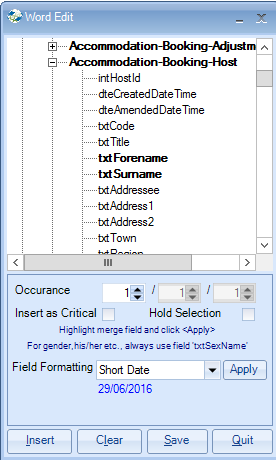 Word Edit
Accommodation-Booking-Adjustm
Accommodation-Booking-Host
intHostId
dteCreatedDateTime
dteAmendedDateTime
txtCode
txtTitle
txtForename
txtSurname
txtAddressee
txtAddress1
txtAddress2
txtTown
txtRegion
Occurance 1 / 1 / 1
Insert as Critical Hold Selection
Highlight merge field and click <Apply>
For gender,his/her etc., always use field 'txtSexName'
Field Formatting Short Date Apply
29/06/2016
Insert Clear Save Quit